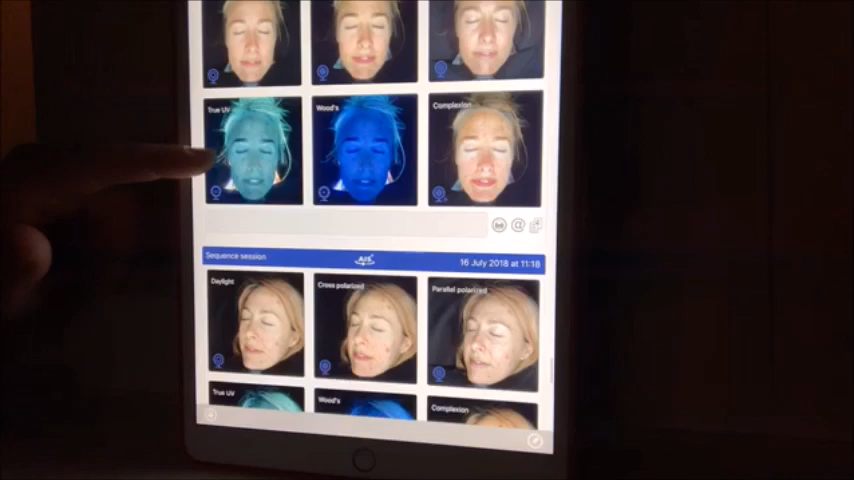 True UV
Wood's
Complexion
Sequence session
AIS
16 July 2018 at 11:18
Daylight
Cross polarized
Parallel polarized
True UV
Wood's
Complexion